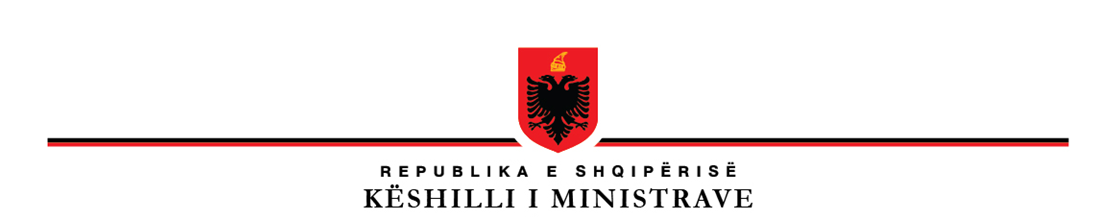 REPUBLIKA E SHQIPËRISË
KËSHILLI I MINISTRAVE